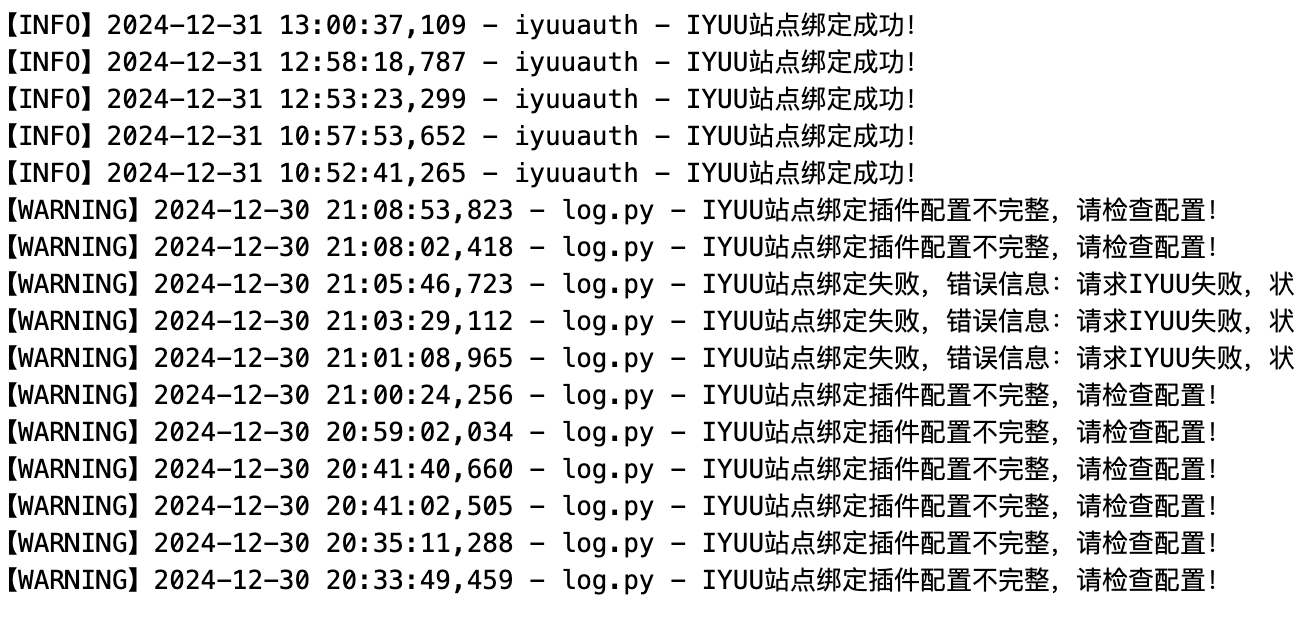 【INFO】2024-12-31 13:00:37,109 - iyuuauth - IYUU站点绑定成功！
【INFO】2024-12-31 12:58:18,787 - iyuuauth - IYUU站点绑定成功！
【INFO】2024-12-31 12:53:23,299 - iyuuauth - IYUU站点绑定成功！
【INFO】2024-12-31 10:57:53,652 - iyuuauth - IYUU站点绑定成功！
【INFO】2024-12-31 10:52:41,265 - iyuuauth - IYUU站点绑定成功！
【WARNING】2024-12-30 21:08:53,823 - log.py - IYUU站点绑定插件配置不完整，请检查配置！
【WARNING】2024-12-30 21:08:02,418 - log.py - IYUU站点绑定插件配置不完整，请检查配置！
【WARNING】2024-12-30 21:05:46,723 - log.py - IYUU站点绑定失败，错误信息：请求IYUU失败，状
【WARNING】2024-12-30 21:03:29,112 - log.py - IYUU站点绑定失败，错误信息：请求IYUU失败，状
【WARNING】2024-12-30 21:01:08,965 - log.py - IYUU站点绑定失败，错误信息：请求IYUU失败，状
【WARNING】2024-12-30 21:00:24,256 - log.py - IYUU站点绑定插件配置不完整，请检查配置！
【WARNING】2024-12-30 20:59:02,034 - log.py - IYUU站点绑定插件配置不完整，请检查配置！
【WARNING】2024-12-30 20:41:40,660 - log.py - IYUU站点绑定插件配置不完整，请检查配置！
【WARNING】2024-12-30 20:41:02,505 - log.py - IYUU站点绑定插件配置不完整，请检查配置！
【WARNING】2024-12-30 20:35:11,288 - log.py - IYUU站点绑定插件配置不完整，请检查配置！
【WARNING】2024-12-30 20:33:49,459 - log.py - IYUU站点绑定插件配置不完整，请检查配置！